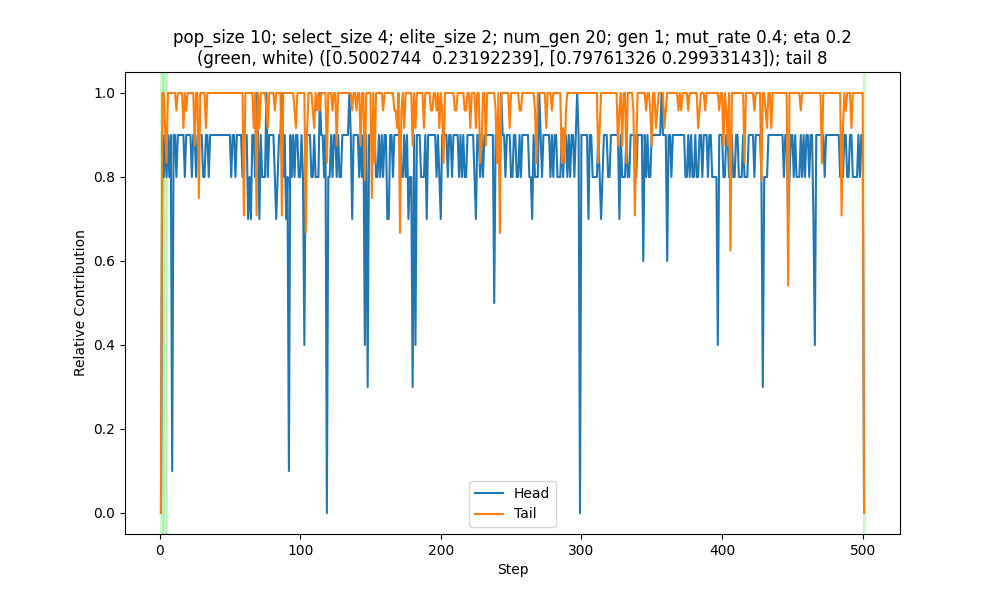 pop_size 10; select_size 4; elite_size 2; num_gen 20; gen 1; mut_rate 0.4; eta 0.2
(green, white) ([0.5002744  0.23192239], [0.79761326 0.29933143]); tail 8
1.0
0.8
0.6
0.4
0.2
0.0
Relative Contribution
Head
Tail
0 100 200 300 400 500
Step